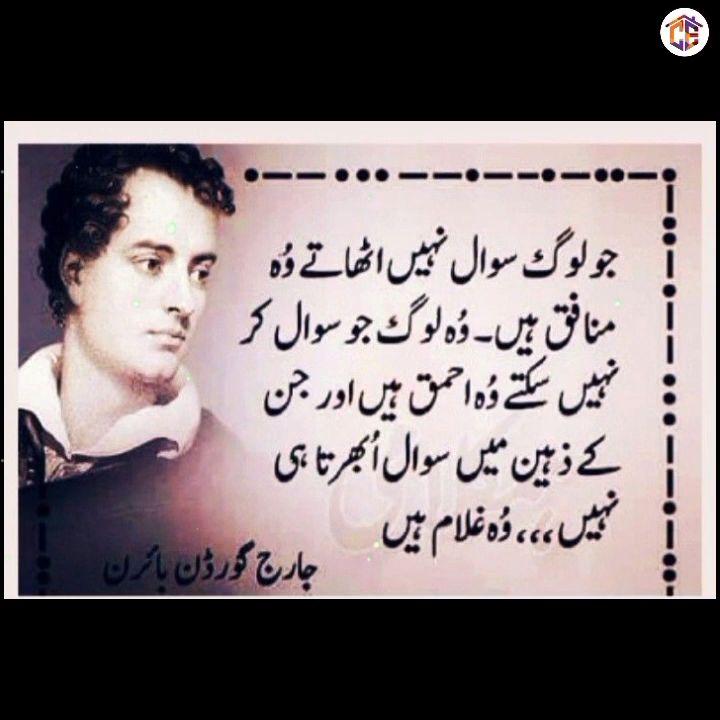 جو لوگ سوال نہیں اٹھاتے وُہ
منافق ہیں۔ وُہ لوگ جو سوال کر
نہیں سکتے وُہ احمق ہیں اور جن
کے ذہین میں سوال اُبھرتا ہی
نہیں،،، وُہ غلام ہیں
جارج گورڈن بائرن